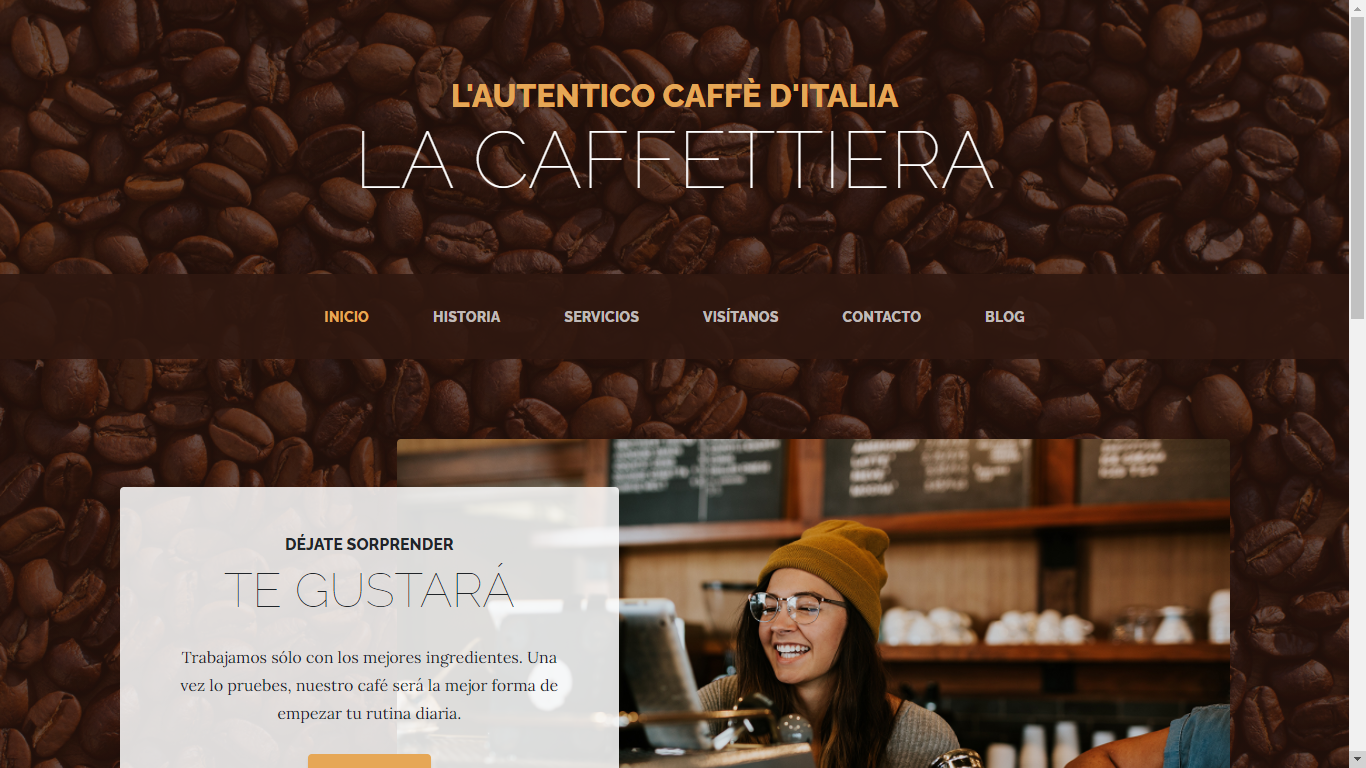 L'AUTENTICO CAFFÈ D'ITALIA
LA CAFFETTIERA
INICIO HISTORIA SERVICIOS VISÍTANOS CONTACTO BLOG
DÉJATE SORPRENDER
TE GUSTARÁ
Trabajamos sólo con los mejores ingredientes. Una
vez lo pruebes, nuestro café será la mejor forma de
empezar tu rutina diaria.